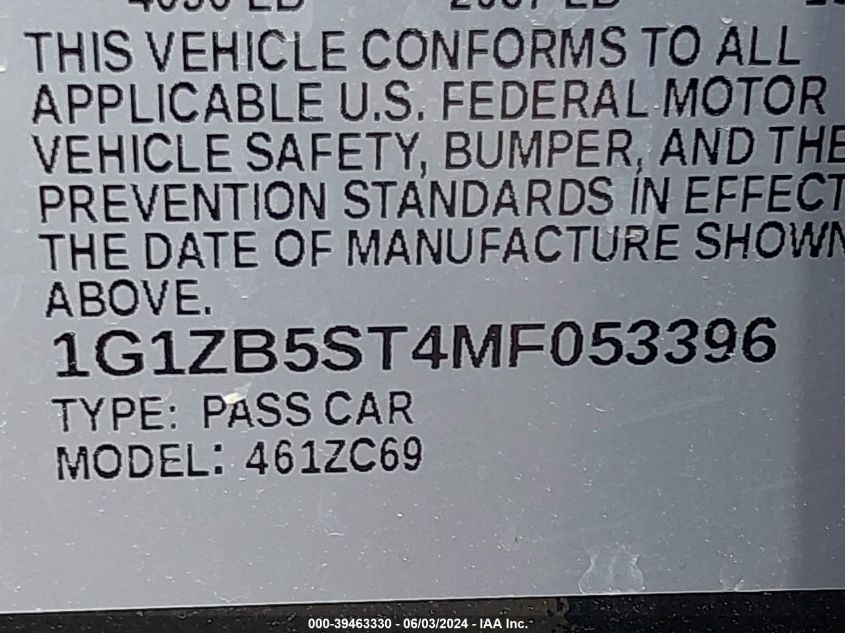 THIS VEHICLE CONFORMS TO ALL
APPLICABLE U.S. FEDERAL MOTOR
VEHICLE SAFETY, BUMPER, AND THE
PREVENTION STANDARDS IN EFFECT
THE DATE OF MANUFACTURE SHOWN
ABOVE.
1G1ZB5ST4MF053396
TYPE: PASS CAR
MODEL: 461ZC69
000-39463330 - 06/03/2024 - IAA Inc.